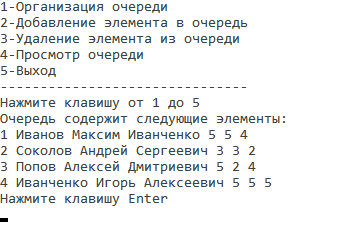 1-Организация очереди
2-Добавление элемента в очередь
3-Удаление элемента из очереди
4-Просмотр очереди
5-Выход
-------------------------------
Нажмите клавишу от 1 до 5
Очередь содержит следующие элементы:
1 Иванов Максим Иванченко 5 5 4
2 Соколов Андрей Сергеевич 3 3 2
3 Попов Алексей Дмитриевич 5 2 4
4 Иванченко Игорь Алексеевич 5 5 5
Нажмите клавишу Enter